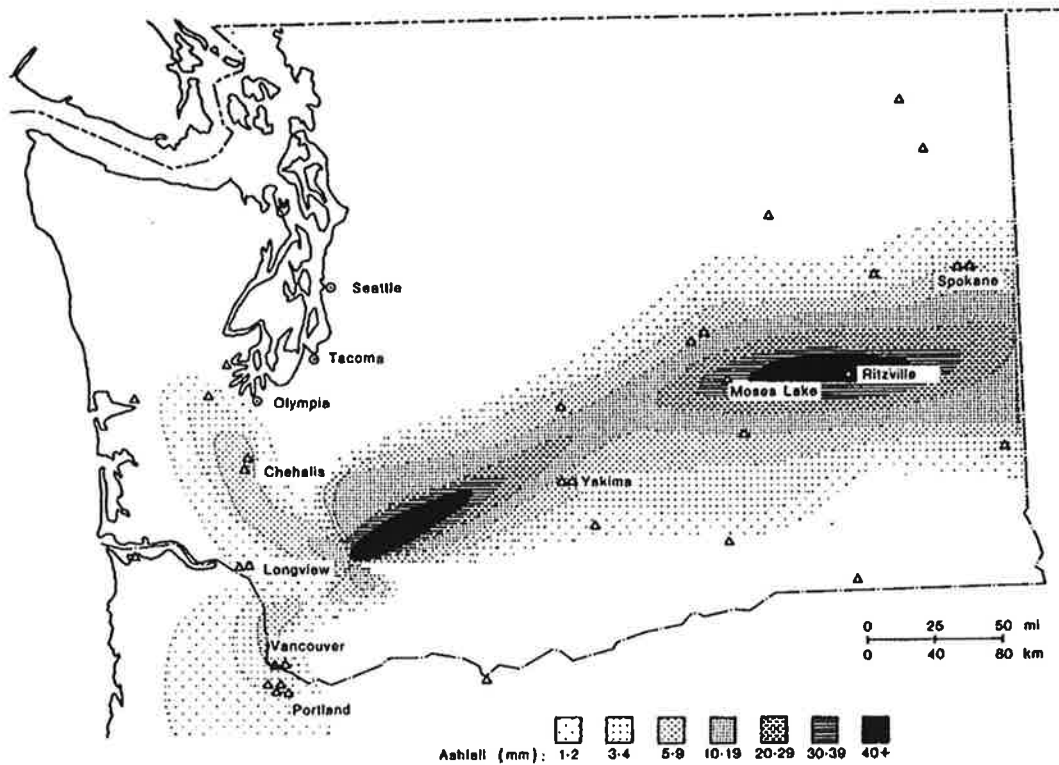 Seattle
Spokane
Tacoma
Ritzville
Moses Lake
Olympia
Chehalis
Yakima
Longview
0 25 50 mi
0 40 80 km
Vancouver
Portland
Ashfall (mm): 1-2 3-4 5-9 10-19 20-29 30-39 40+